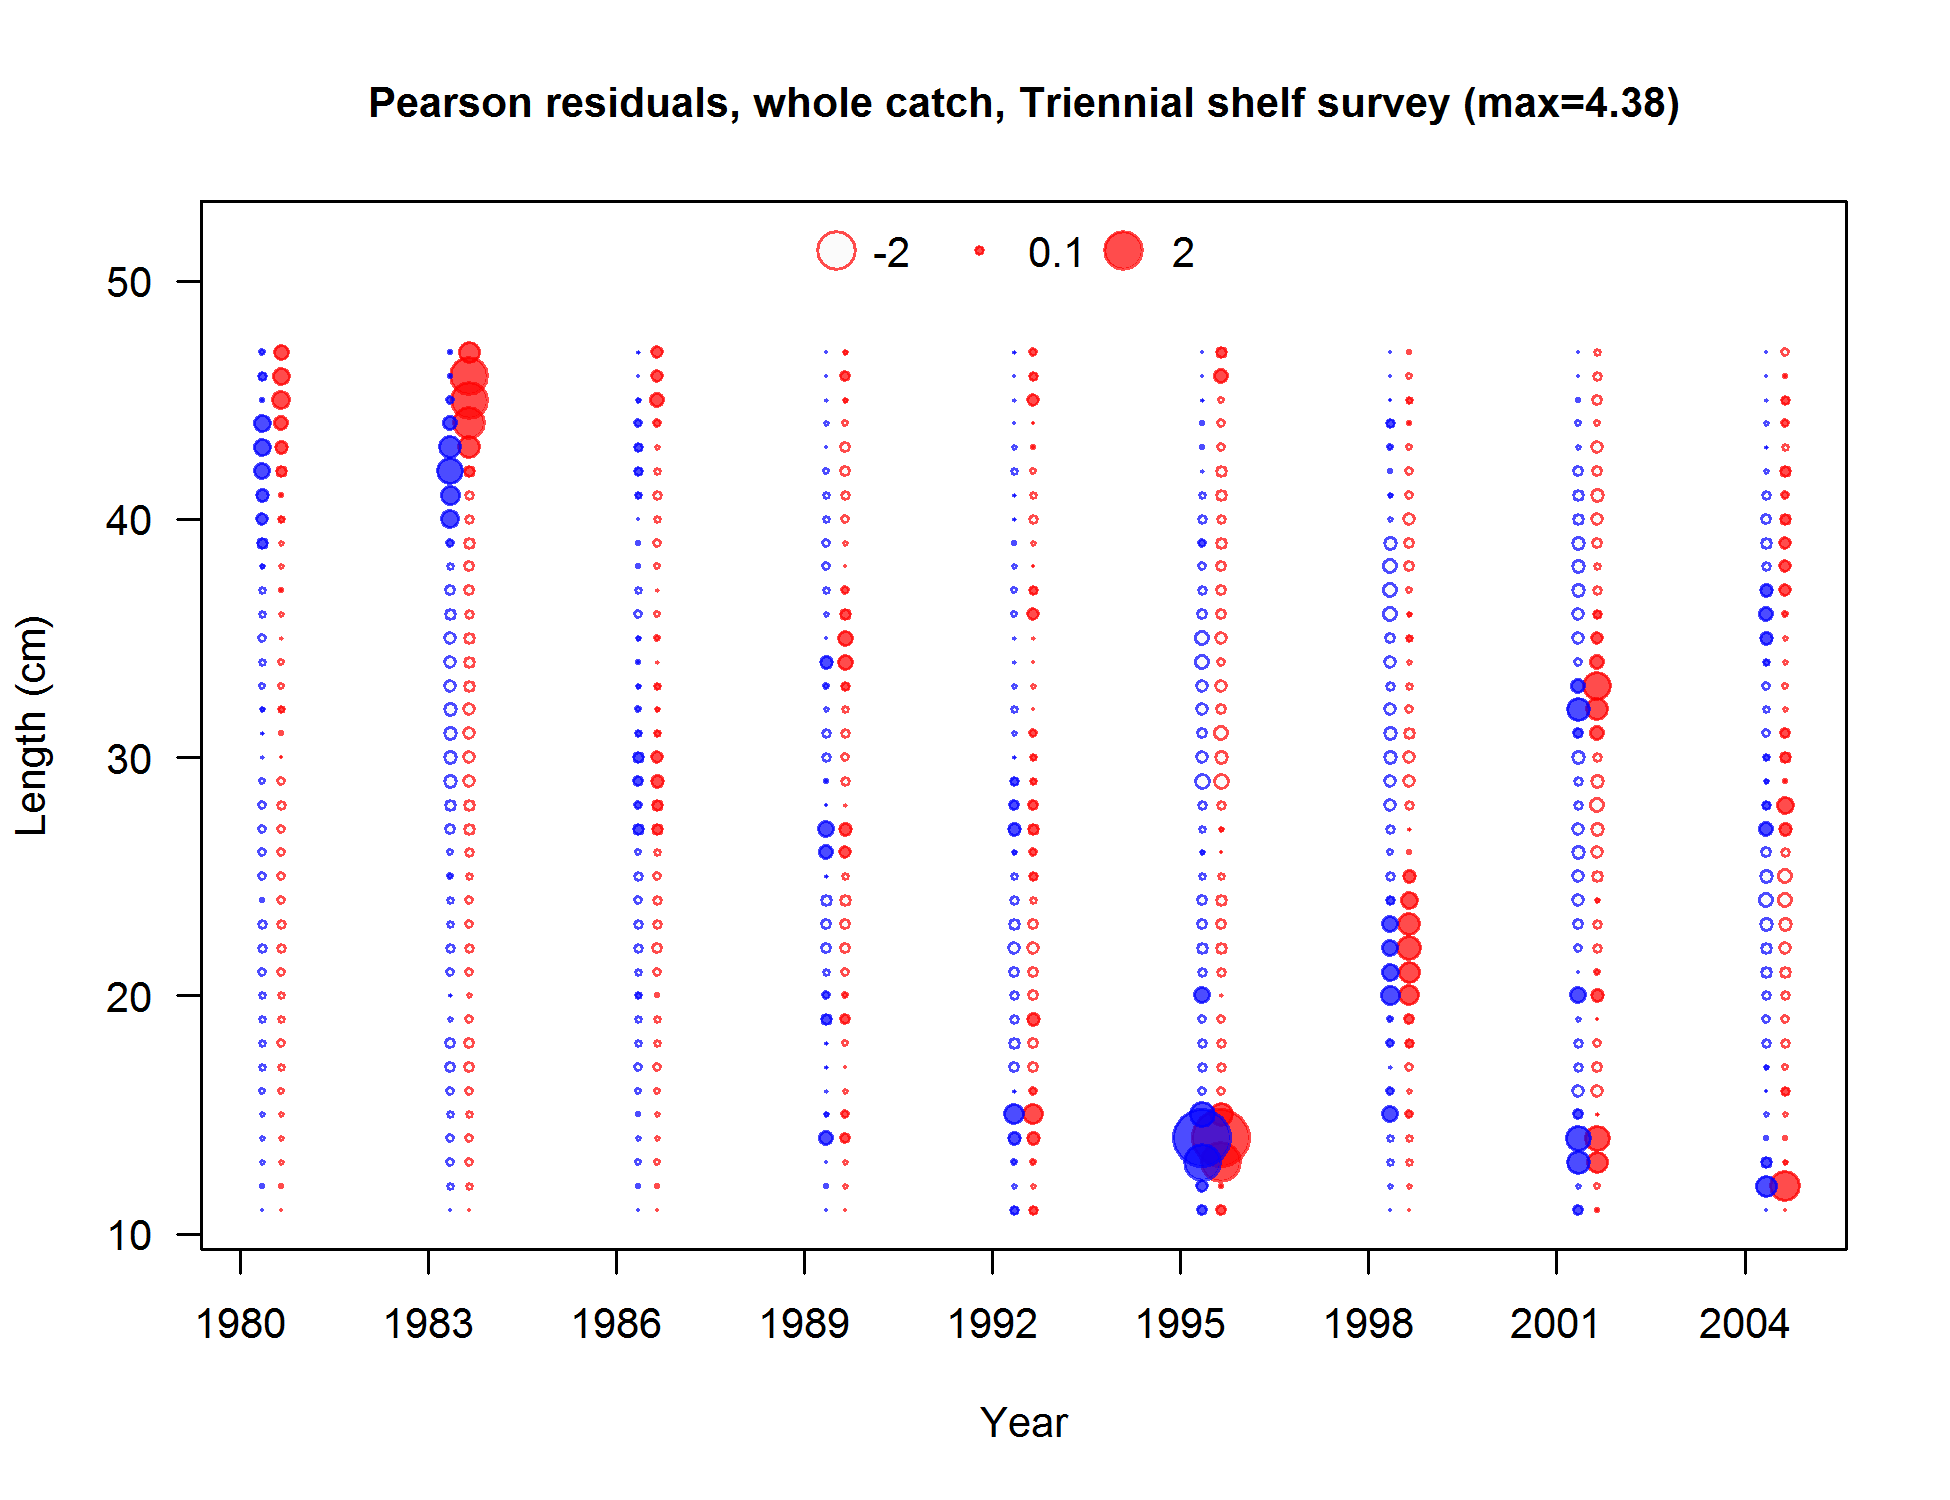 Pearson residuals, whole catch, Triennial shelf survey (max=4.38)
-2 0.1 2
50
40
30
20
10
Length (cm)
1980 1983 1986 1989 1992 1995 1998 2001 2004
Year